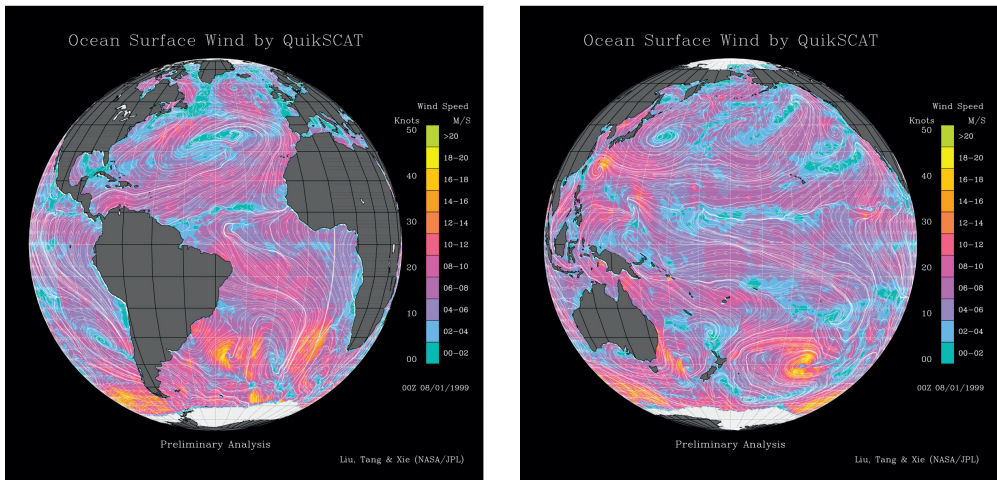 Ocean Surface Wind by QuikSCAT
Wind Speed
Knots M/S
50 >20
18-20
40 16-18
14-16
30 12-14
10-12
20 08-10
06-08
10 04-06
02-04
00 00-02
00Z 08/01/1999
Preliminary Analysis
Liu, Tang & Xie (NASA/JPL)
Ocean Surface Wind by QuikSCAT
Wind Speed
Knots M/S
50 >20
18-20
40 16-18
14-16
30 12-14
10-12
20 08-10
06-08
10 04-06
02-04
00 00-02
00Z 08/01/1999
Preliminary Analysis
Liu, Tang & Xie (NASA/JPL)